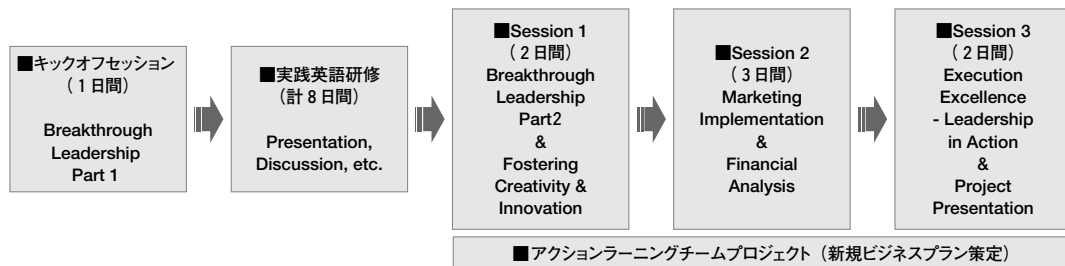 ■キックオフセッション
(1日間)
Breakthrough
Leadership
Part 1
■実践英語研修
(計8日間)
Presentation,
Discussion, etc.
■Session 1
(2日間)
Breakthrough
Leadership
Part2
&
Fostering
Creativity &
Innovation
■Session 2
(3日間)
Marketing
Implementation
&
Financial
Analysis
■Session 3
(2日間)
Execution
Excellence
- Leadership
in Action
&
Project
Presentation
■アクションラーニングチームプロジェクト(新規ビジネスプラン策定)